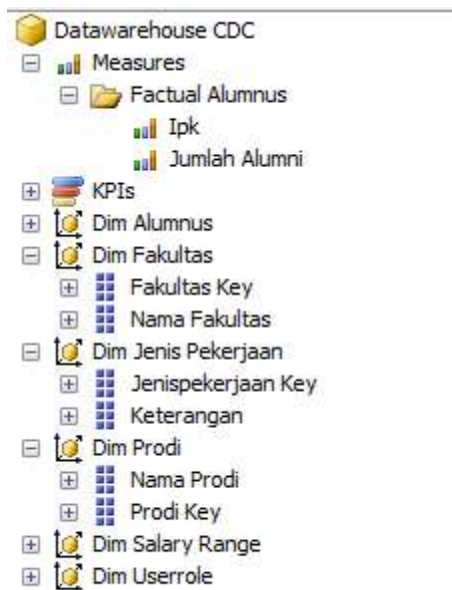 Datawarehouse CDC
Measures
Factual Alumnus
Ipk
Jumlah Alumni
KPIs
Dim Alumnus
Dim Fakultas
Fakultas Key
Nama Fakultas
Dim Jenis Pekerjaan
Jenispekerjaan Key
Keterangan
Dim Prodi
Nama Prodi
Prodi Key
Dim Salary Range
Dim Userrole